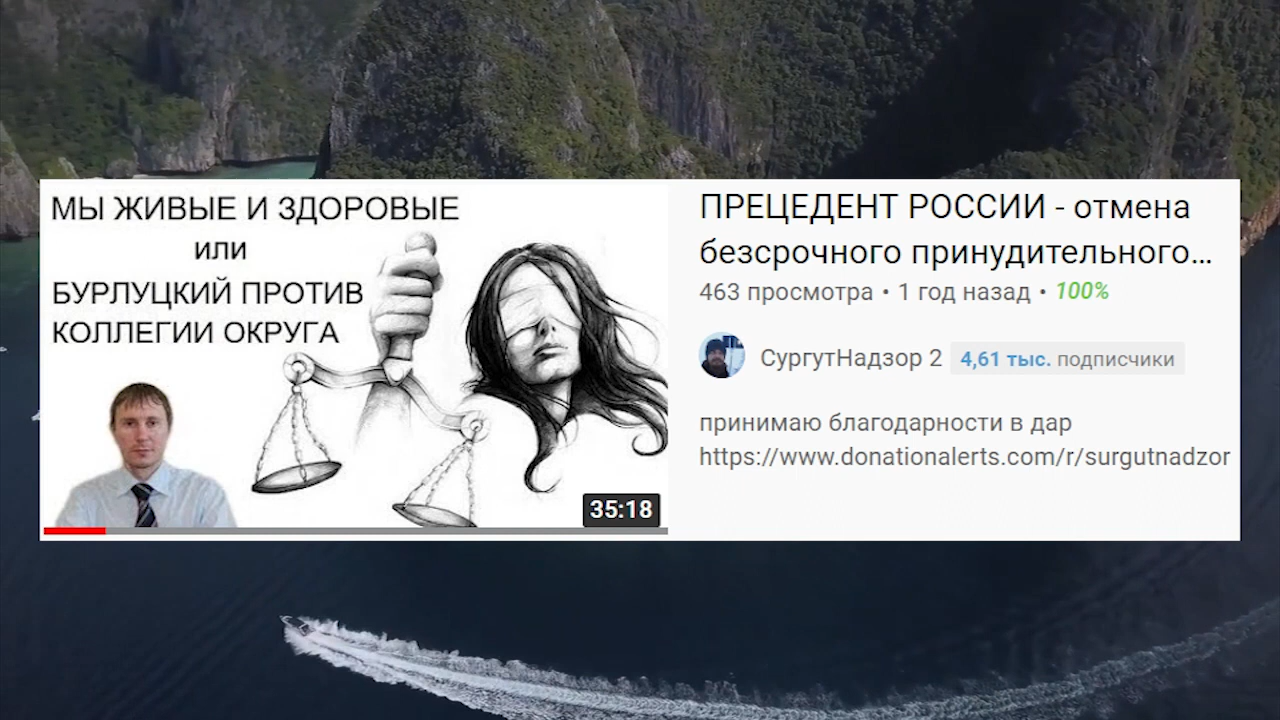 МЫ ЖИВЫЕ И ЗДОРОВЫЕ
или
БУРЛУЦКИЙ ПРОТИВ
КОЛЛЕГИИ ОКРУГА
35:18
ПРЕЦЕДЕНТ РОССИИ - отмена
безсрочного принудительного...
463 просмотра • 1 год назад • 100%
СургутНадзор 2 4,61 тыс. подписчики
принимаю благодарности в дар
https://www.donationalerts.com/r/surgutnadzor